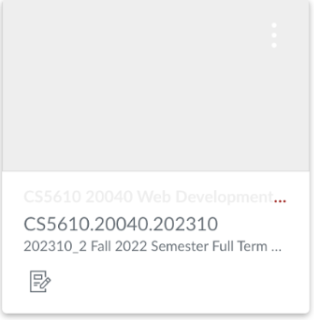 CS5610 20040 Web Development...
CS5610.20040.202310
202310_2 Fall 2022 Semester Full Term ...